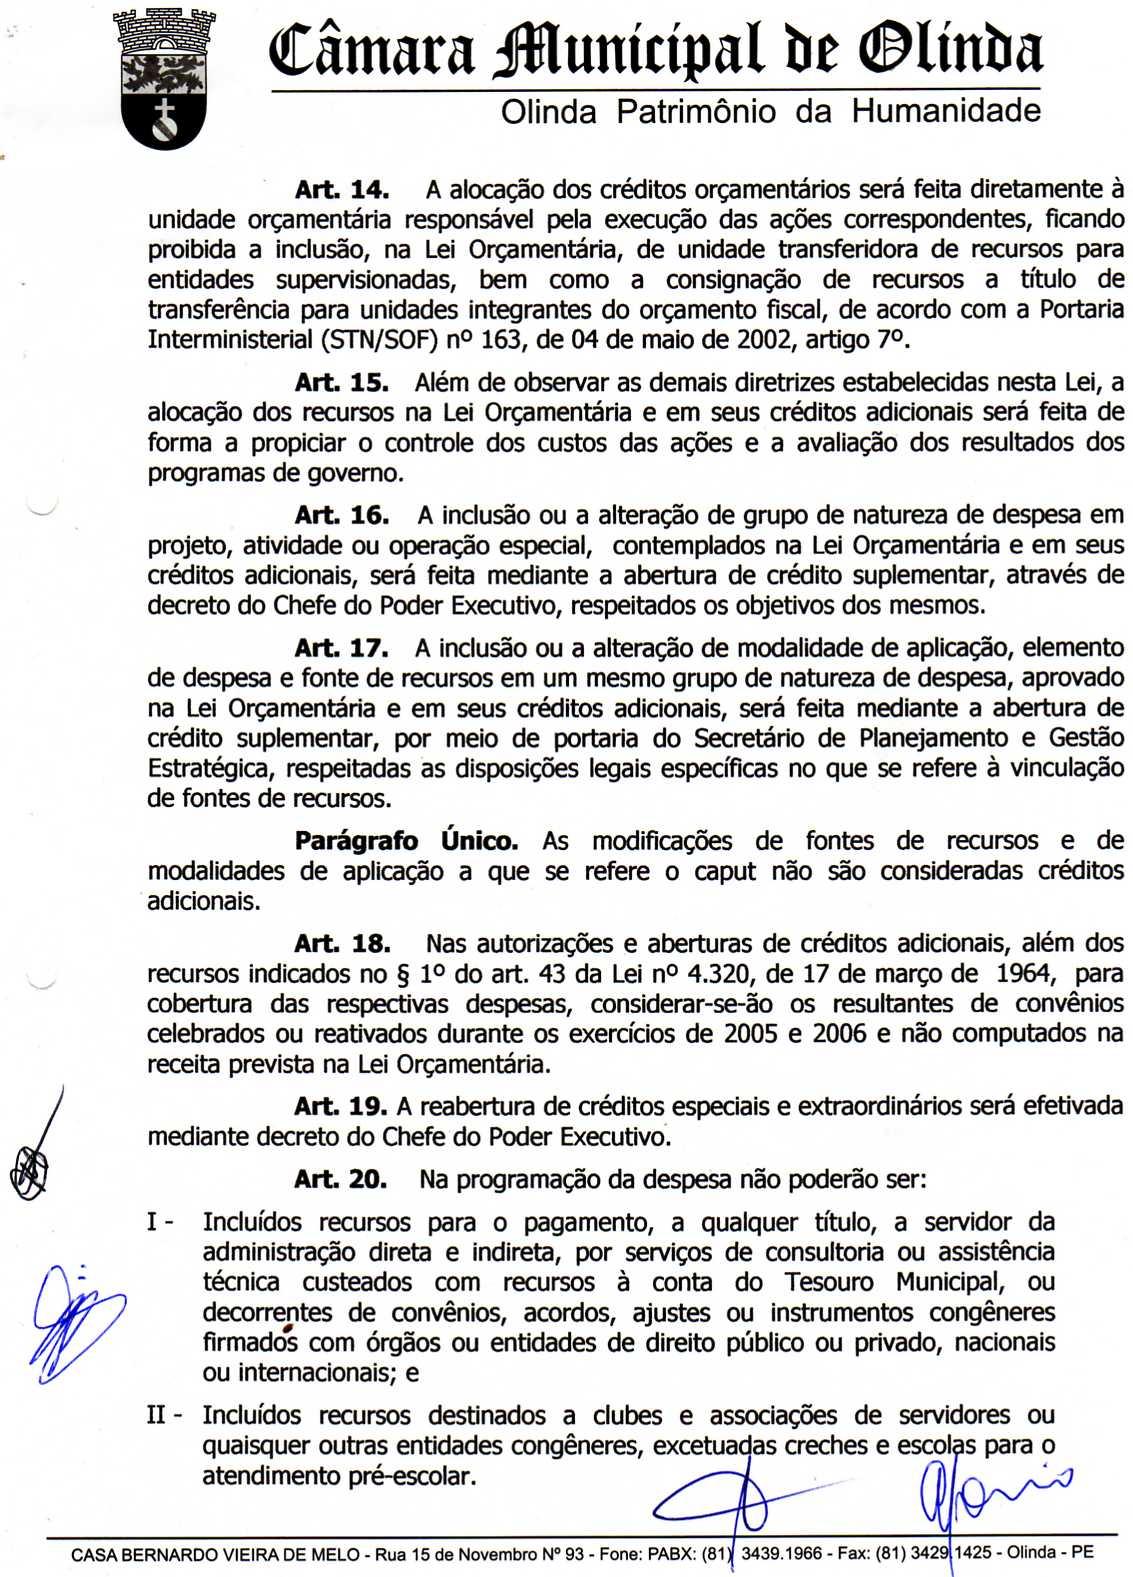 Câmara Municipal de Olinda
Olinda Patrimônio da Humanidade
Art. 14. A alocação dos créditos orçamentários será feita diretamente à
unidade orçamentária responsável pela execução das ações correspondentes, ficando
proibida a inclusão, na Lei Orçamentária, de unidade transferidora de recursos para
entidades supervisionadas, bem como a consignação de recursos a título de
transferência para unidades integrantes do orçamento fiscal, de acordo com a Portaria
Interministerial (STN/SOF) nº 163, de 04 de maio de 2002, artigo 7º.
Art. 15. Além de observar as demais diretrizes estabelecidas nesta Lei, a
alocação dos recursos na Lei Orçamentária e em seus créditos adicionais será feita de
forma a propiciar o controle dos custos das ações e a avaliação dos resultados dos
programas de governo.
Art. 16. A inclusão ou a alteração de grupo de natureza de despesa em
projeto, atividade ou operação especial, contemplados na Lei Orçamentária e em seus
créditos adicionais, será feita mediante a abertura de crédito suplementar, através de
decreto do Chefe do Poder Executivo, respeitados os objetivos dos mesmos.
Art. 17. A inclusão ou a alteração de modalidade de aplicação, elemento
de despesa e fonte de recursos em um mesmo grupo de natureza de despesa, aprovado
na Lei Orçamentária e em seus créditos adicionais, será feita mediante a abertura de
crédito suplementar, por meio de portaria do Secretário de Planejamento e Gestão
Estratégica, respeitadas as disposições legais específicas no que se refere à vinculação
de fontes de recursos.
Parágrafo Único. As modificações de fontes de recursos e de
modalidades de aplicação a que se refere o caput não são consideradas créditos
adicionais.
Art. 18. Nas autorizações e aberturas de créditos adicionais, além dos
recursos indicados no § 1º do art. 43 da Lei nº 4.320, de 17 de março de 1964, para
cobertura das respectivas despesas, considerar-se-ão os resultantes de convênios
celebrados ou reativados durante os exercícios de 2005 e 2006 e não computados na
receita prevista na Lei Orçamentária.
Art. 19. A reabertura de créditos especiais e extraordinários será efetivada
mediante decreto do Chefe do Poder Executivo.
Art. 20. Na programação da despesa não poderão ser:
I - Incluídos recursos para o pagamento, a qualquer título, a servidor da
administração direta e indireta, por serviços de consultoria ou assistência
técnica custeados com recursos à conta do Tesouro Municipal, ou
decorrentes de convênios, acordos, ajustes ou instrumentos congêneres
firmados com órgãos ou entidades de direito público ou privado, nacionais
ou internacionais; e
II - Incluídos recursos destinados a clubes e associações de servidores ou
quaisquer outras entidades congêneres, excetuadas creches e escolas para o
atendimento pré-escolar.
CASA BERNARDO VIEIRA DE MELO - Rua 15 de Novembro Nº 93 - Fone: PABX: (81) 3439.1966 - Fax: (81) 3429.1425 - Olinda - PE